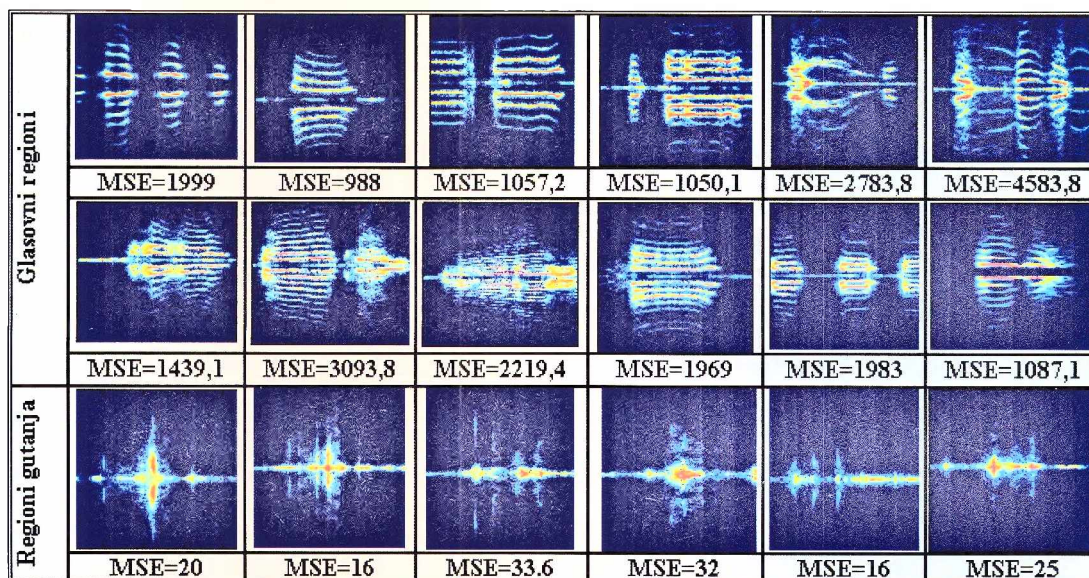 Glasovni regioni
MSE=1999 MSE=988 MSE=1057,2 MSE=1050,1 MSE=2783,8 MSE=4583,8
MSE=1439,1 MSE=3093,8 MSE=2219,4 MSE=1969 MSE=1983 MSE=1087,1
Regioni gutanja
MSE=20 MSE=16 MSE=33.6 MSE=32 MSE=16 MSE=25